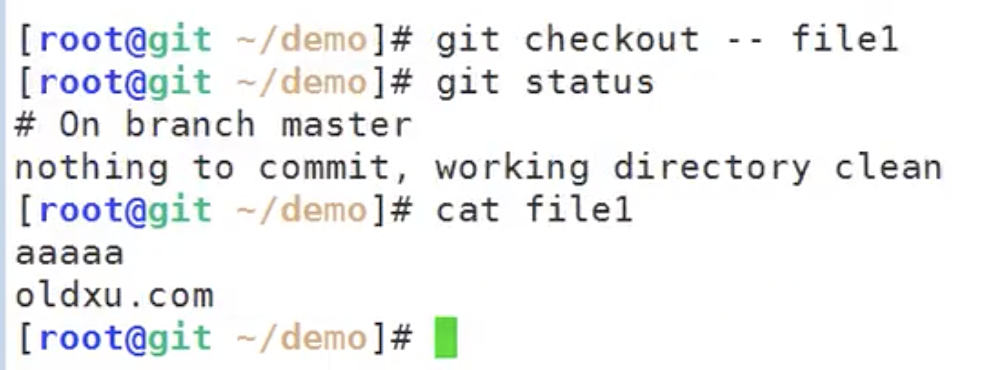 [root@git ~/demo]# git checkout -- file1
[root@git ~/demo]# git status
# On branch master
nothing to commit, working directory clean
[root@git ~/demo]# cat file1
aaaaa
oldxu.com
[root@git ~/demo]#